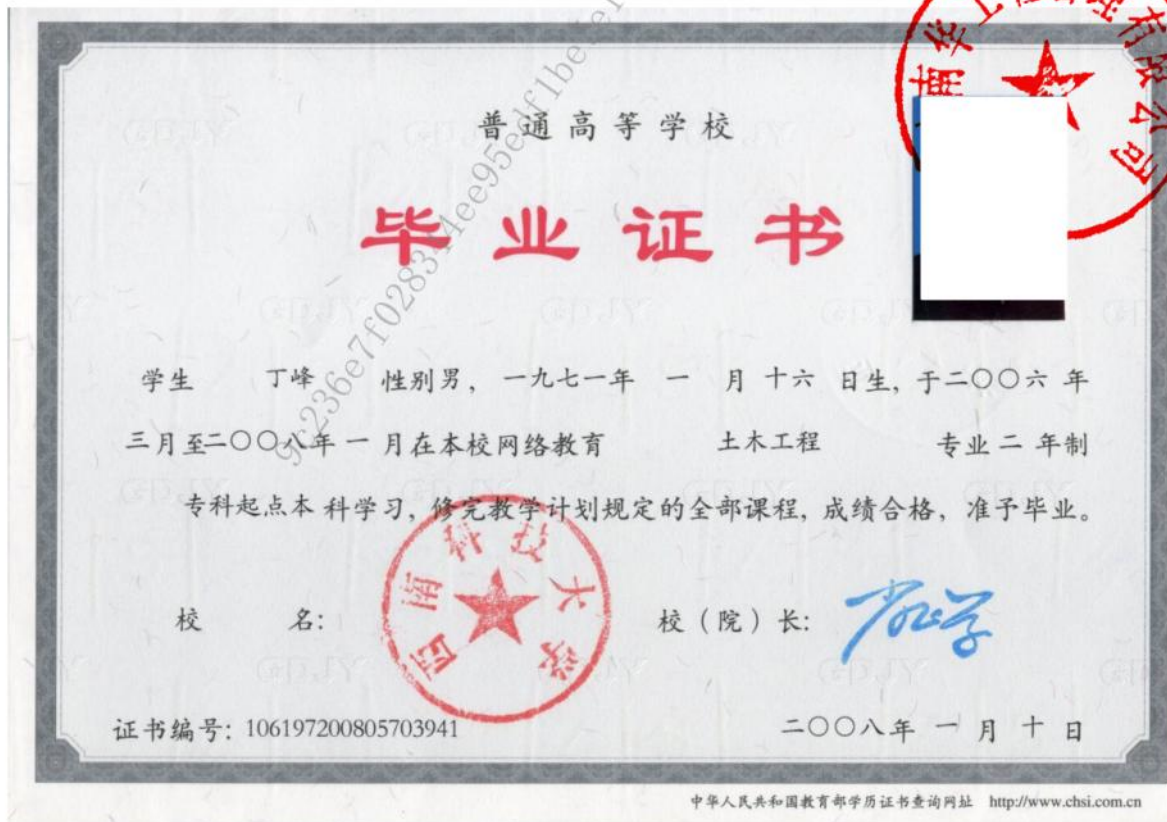 普通高等学校
毕业证书
学生 丁峰 性别男，一九七一年 一 月 十六 日生，于二〇〇六 年
三月至二〇〇八年 一 月在本校网络教育 土木工程 专业 二 年制
专科起点本 科学习，修完教学计划规定的全部课程，成绩合格，准予毕业。
校 名：
西南科技大学
校（院）长：
证书编号：106197200805703941
二〇〇八年 一 月 十 日
中华人民共和国教育部学历证书查询网址 http://www.chsi.com.cn